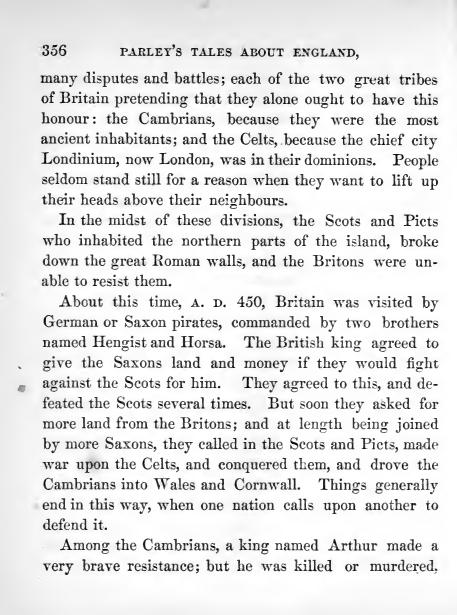 356 PARLEY'S TALES ABOUT ENGLAND,
many disputes and battles; each of the two great tribes
of Britain pretending that they alone ought to have this
honour: the Cambrians, because they were the most
ancient inhabitants; and the Celts, because the chief city
Londinium, now London, was in their dominions. People
seldom stand still for a reason when they want to lift up
their heads above their neighbours.
In the midst of these divisions, the Scots and Picts
who inhabited the northern parts of the island, broke
down the great Roman walls, and the Britons were un-
able to resist them.
About this time, A. D. 450, Britain was visited by
German or Saxon pirates, commanded by two brothers
named Hengist and Horsa. The British king agreed to
give the Saxons land and money if they would fight
against the Scots for him. They agreed to this, and de-
feated the Scots several times. But soon they asked for
more land from the Britons; and at length being joined
by more Saxons, they called in the Scots and Picts, made
war upon the Celts, and conquered them, and drove the
Cambrians into Wales and Cornwall. Things generally
end in this way, when one nation calls upon another to
defend it.
Among the Cambrians, a king named Arthur made a
very brave resistance; but he was killed or murdered,